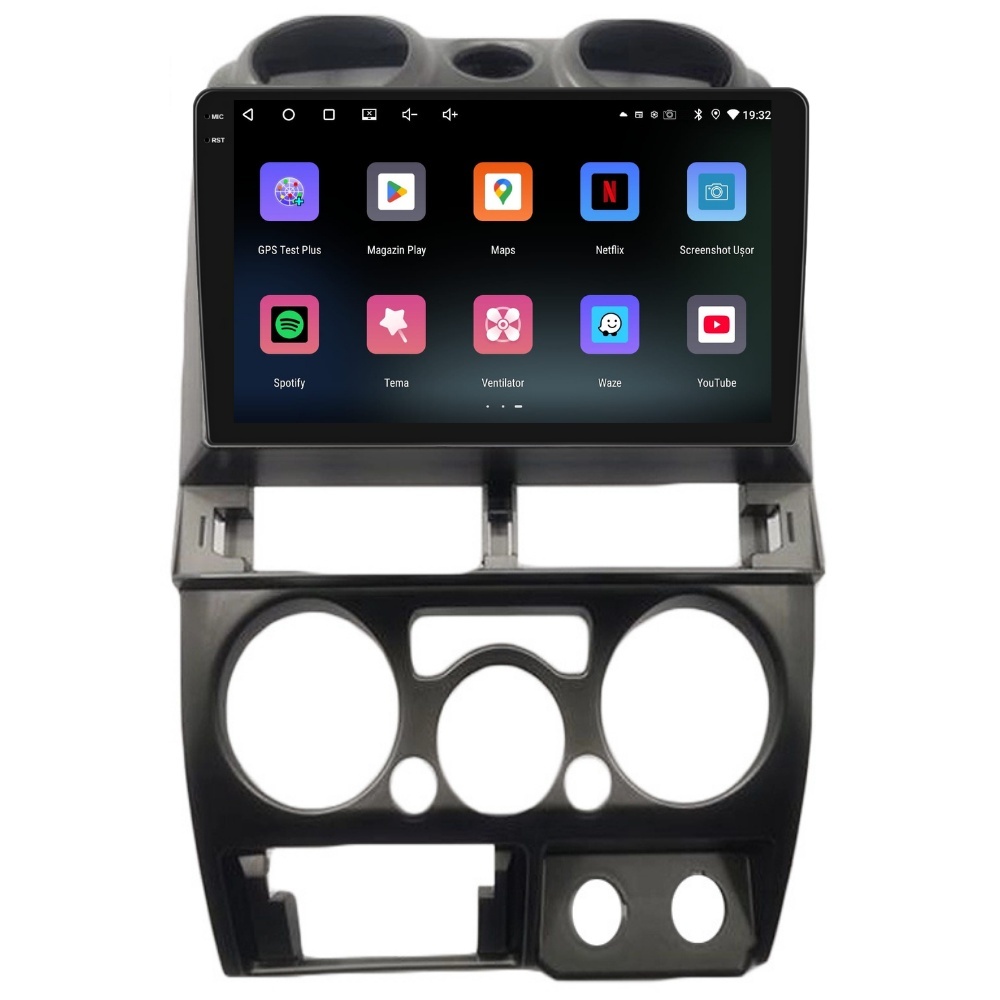 MIC
19:32
RST
GPS Test Plus
Magazin Play
Maps
Netflix
Screenshot Ușor
Spotify
Tema
Ventilator
Waze
YouTube